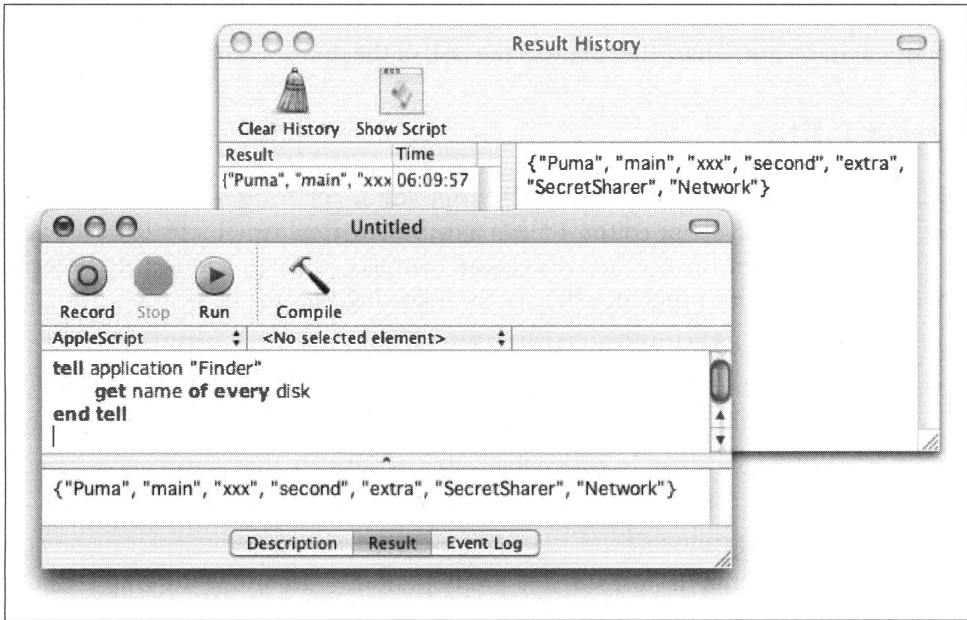 Result History
Clear History Show Script
Result Time
{"Puma", "main", "xxx 06:09:57
{"Puma", "main", "xxx", "second", "extra",
"SecretSharer", "Network"}
Untitled
Record Stop Run Compile
AppleScript <No selected element>
tell application "Finder"
get name of every disk
end tell
{"Puma", "main", "xxx", "second", "extra", "SecretSharer", "Network"}
Description Result Event Log